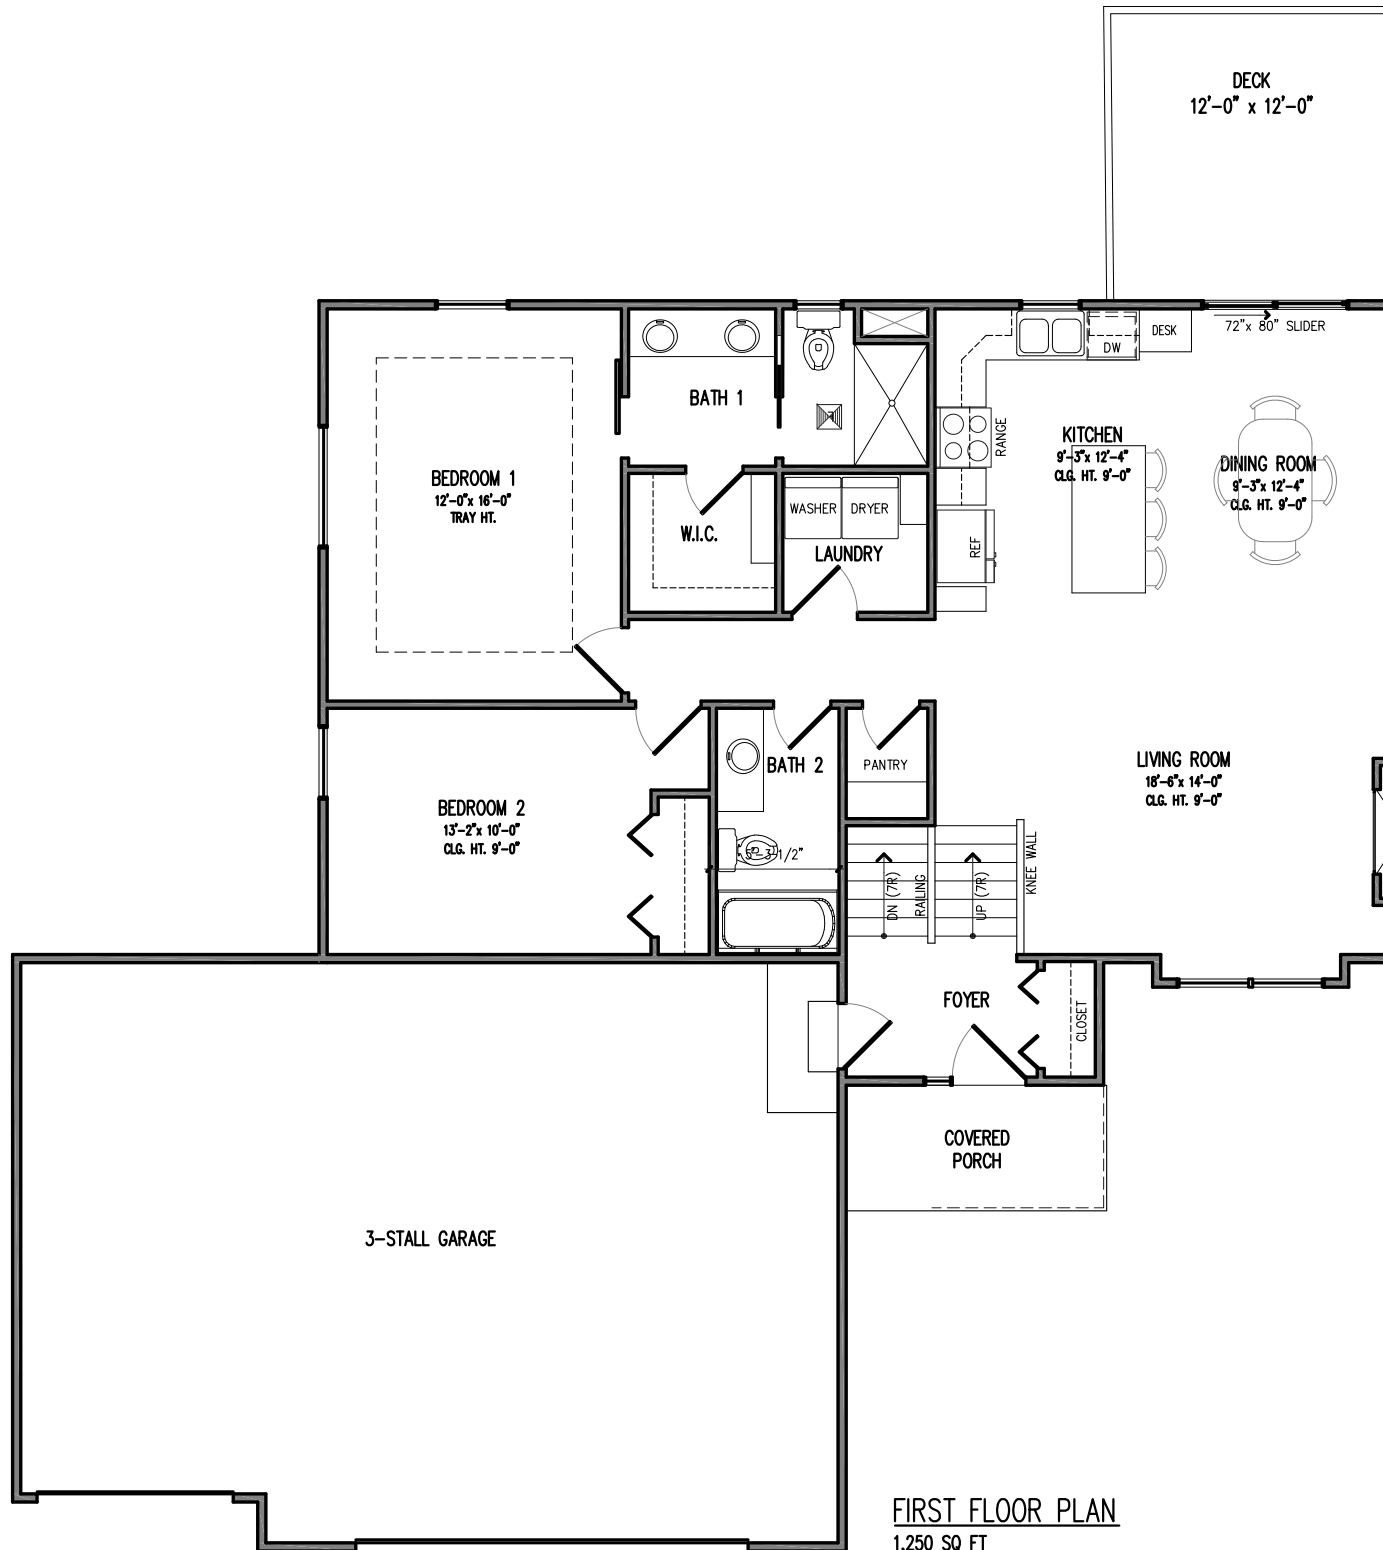 DECK
12'-0" x 12'-0"
72"x 80" SLIDER
DESK
DW
BATH 1
RANGE
KITCHEN
9'-3"x 12'-4"
CLG. HT. 9'-0"
DINING ROOM
9'-3"x 12'-4"
CLG. HT. 9'-0"
BEDROOM 1
12'-0"x 16'-0"
TRAY HT.
WASHER
DRYER
W.I.C.
LAUNDRY
REF
BATH 2
PANTRY
LIVING ROOM
18'-6"x 14'-0"
CLG. HT. 9'-0"
BEDROOM 2
13'-2"x 10'-0"
CLG. HT. 9'-0"
DN (7R)
RAILING
UP (7R)
KNEE WALL
FOYER
CLOSET
COVERED
PORCH
3-STALL GARAGE
FIRST FLOOR PLAN
1,250 SQ FT